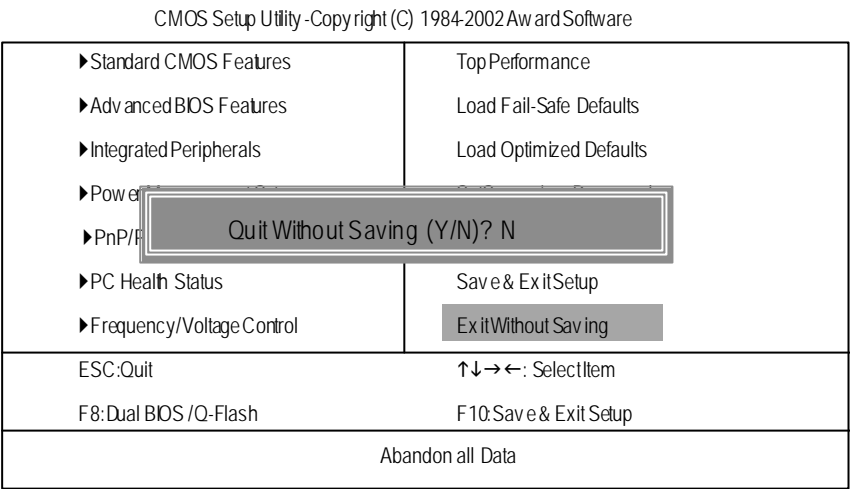 CMOS Setup Utility -Copyright (C) 1984-2002 Award Software
▶Standard CMOS Features
Top Performance
▶Advanced BIOS Features
Load Fail-Safe Defaults
▶Integrated Peripherals
Load Optimized Defaults
Quit Without Saving (Y/N)? N
▶PC Health Status
Save & Exit Setup
▶Frequency/Voltage Control
Exit Without Saving
ESC:Quit
↑↓→←: Select Item
F8:Dual BIOS /Q-Flash
F10:Save & Exit Setup
Abandon all Data